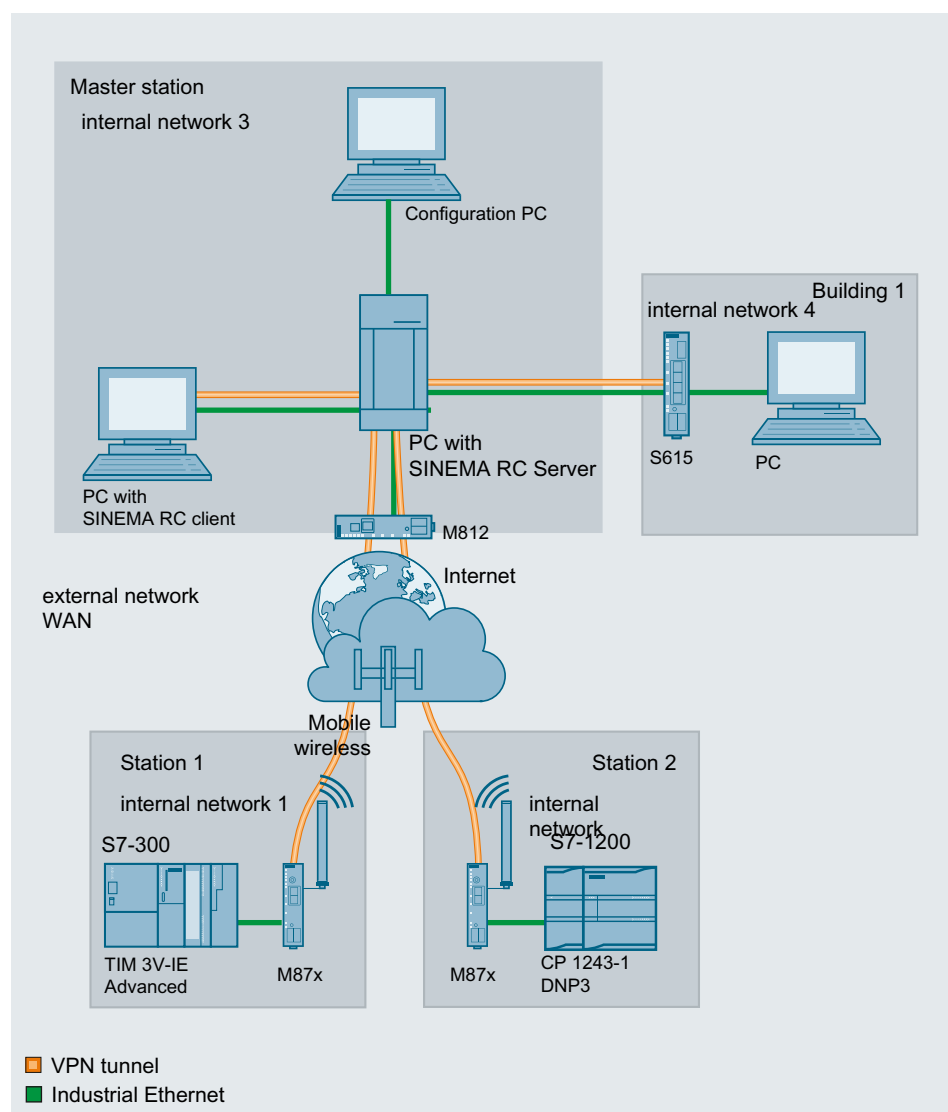 Master station
internal network 3
Configuration PC
Building 1
internal network 4
PC with
SINEMA RC Server
S615
PC
PC with
SINEMA RC client
M812
Internet
external network
WAN
Mobile
wireless
Station 1
internal network 1
S7-300
TIM 3V-IE
Advanced
M87x
Station 2
internal
network
S7-1200
M87x
CP 1243-1
DNP3
VPN tunnel
Industrial Ethernet